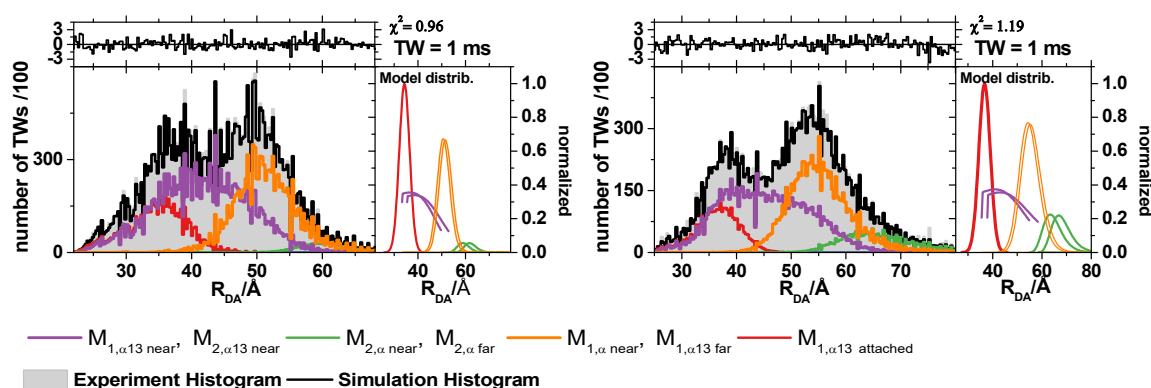 3
0
-3
χ² = 0.96
TW = 1 ms
number of TWs /100
300
0
30 40 50 60
R_DA/Å
Model distrib.
1.0
0.8
0.6
0.4
0.2
0.0
normalized
40 60
R_DA/Å
3
0
-3
χ² = 1.19
TW = 1 ms
number of TWs /100
300
150
0
30 40 50 60 70
R_DA/Å
Model distrib.
1.0
0.8
0.6
0.4
0.2
0.0
normalized
40 60 80
R_DA/Å
M_1,α13 near, M_2,α13 near M_2,α near, M_2,α far M_1,α near, M_1,α13 far M_1,α13 attached
Experiment Histogram Simulation Histogram